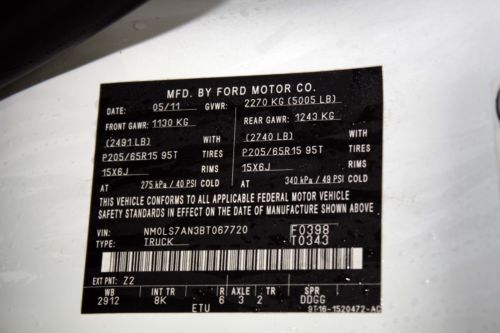 MFD. BY FORD MOTOR CO.
DATE: 05/11 GVWR: 2270 KG (5005 LB)
FRONT GAWR: 1130 KG REAR GAWR: 1243 KG
(2491 LB) WITH (2740 LB) WITH
P205/65R15 95T TIRES P205/65R15 95T TIRES
15X6J RIMS 15X6J RIMS
AT 275 kPa / 40 PSI COLD AT 340 kPa / 49 PSI COLD
THIS VEHICLE CONFORMS TO ALL APPLICABLE FEDERAL MOTOR VEHICLE
SAFETY STANDARDS IN EFFECT ON THE DATE OF MANUFACTURE SHOWN ABOVE.
VIN: NM0LS7AN3BT067720 F0398
TYPE: TRUCK T0343
EXT PNT: Z2
WB INT TR R AXLE TR SPR
2912 8K 6 3 2 DDGG
ETU 9T16-1520472-AC